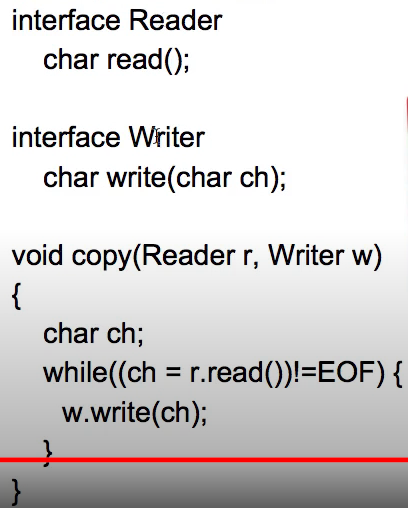 interface Reader
char read();
interface Writer
char write(char ch);
void copy(Reader r, Writer w)
{
char ch;
while((ch = r.read())!=EOF) {
w.write(ch);
}
}